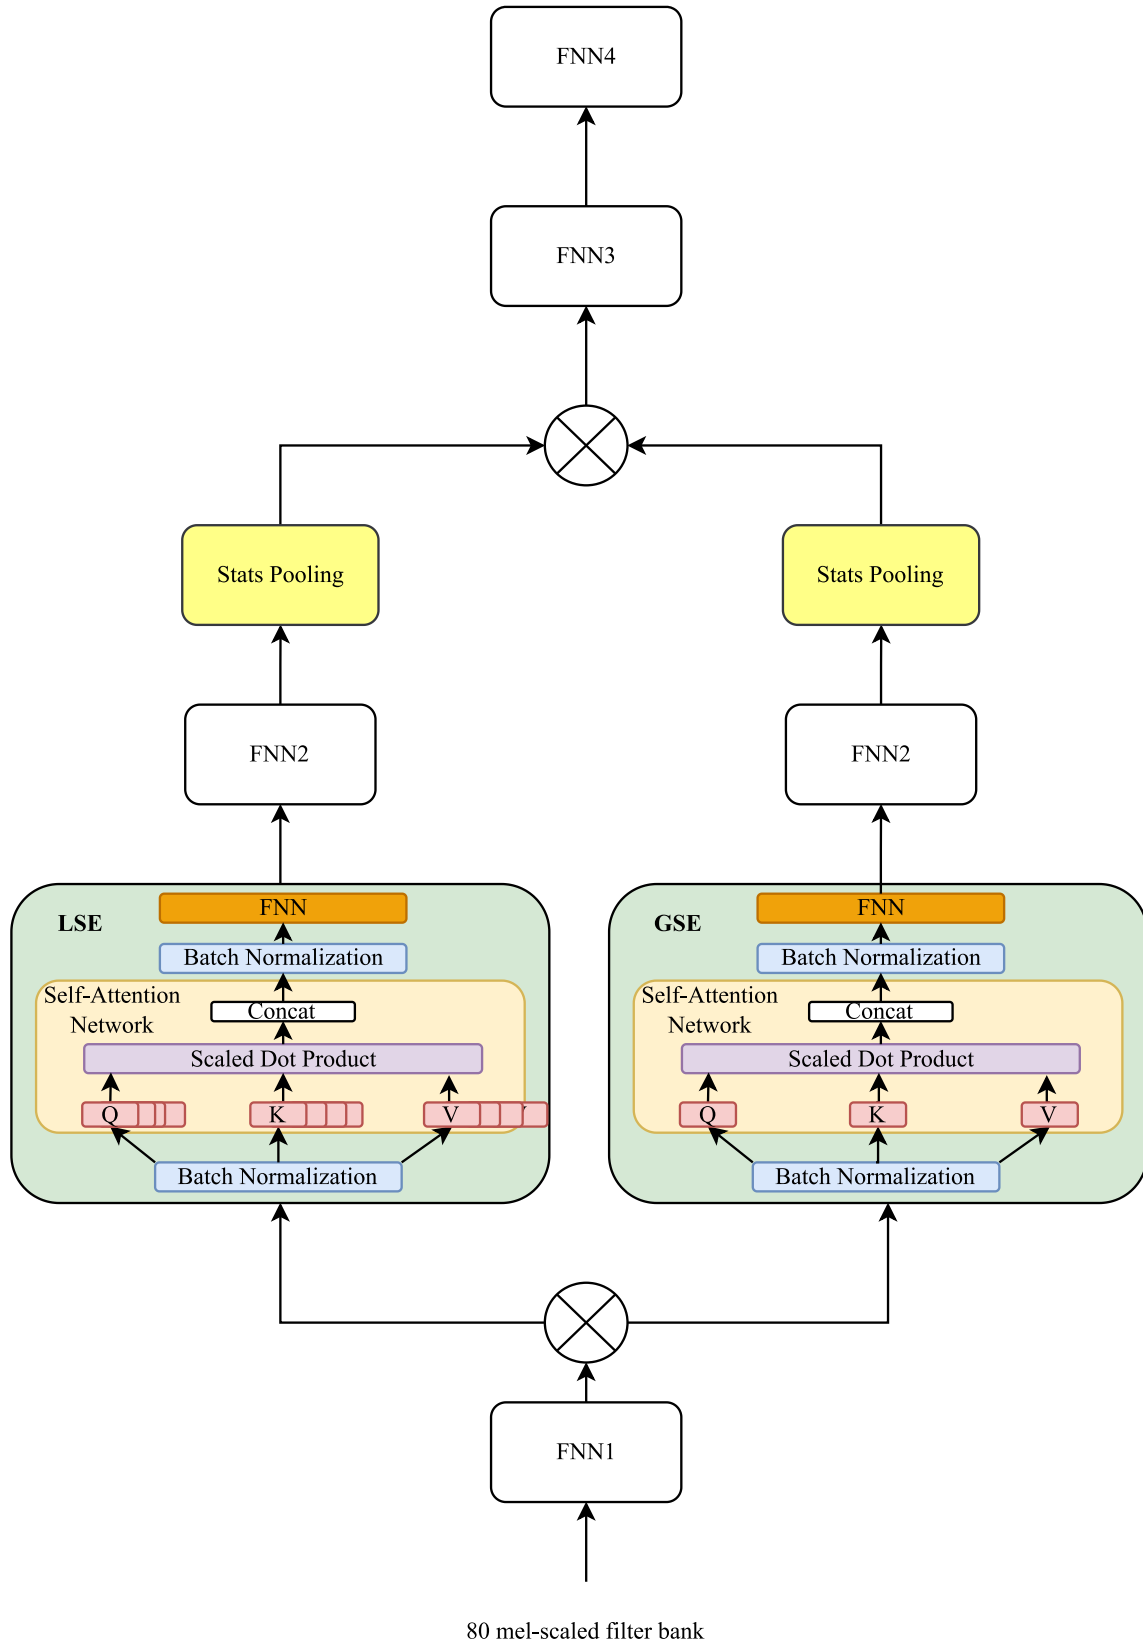 FNN4
FNN3
Stats Pooling
Stats Pooling
FNN2
FNN2
LSE
FNN
Batch Normalization
Self-Attention
Network
Concat
Scaled Dot Product
Q
K
V
Batch Normalization
GSE
FNN
Batch Normalization
Self-Attention
Network
Concat
Scaled Dot Product
Q
K
V
Batch Normalization
FNN1
80 mel-scaled filter bank